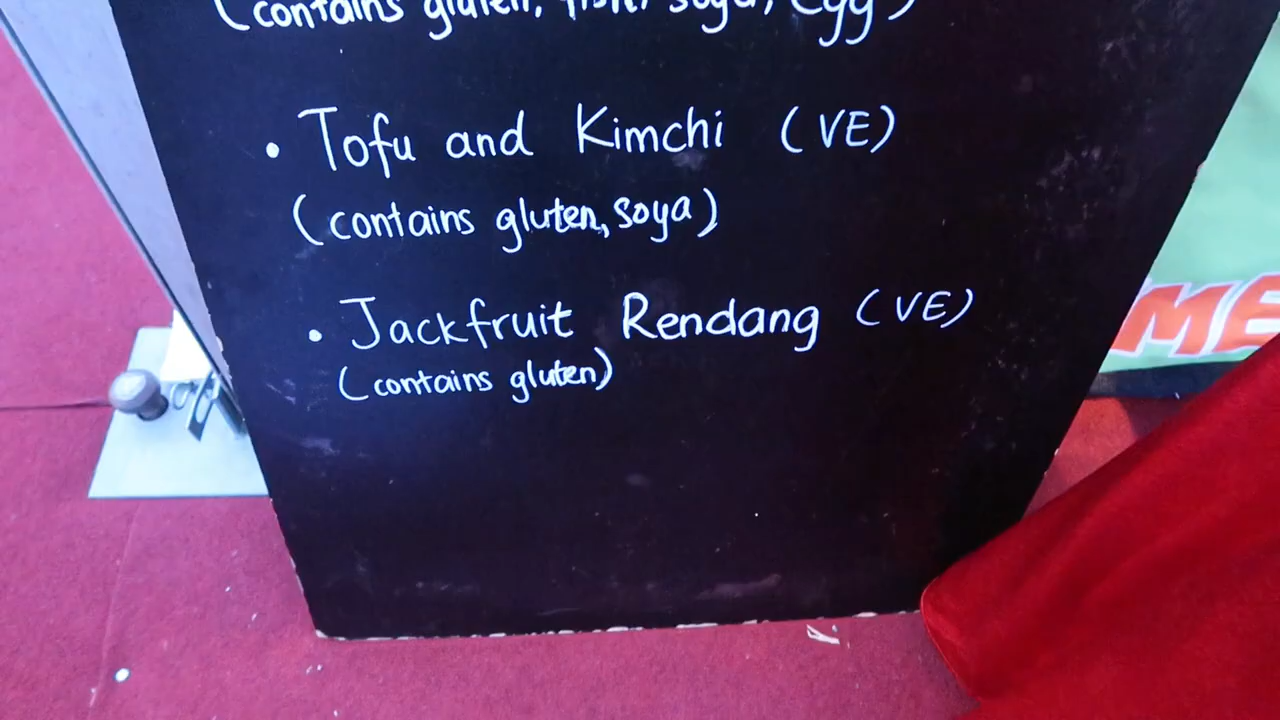 (contains gluten, fish, soya, egg)
• Tofu and Kimchi (VE)
(contains gluten, soya)
• Jackfruit Rendang (VE)
(contains gluten)
ME